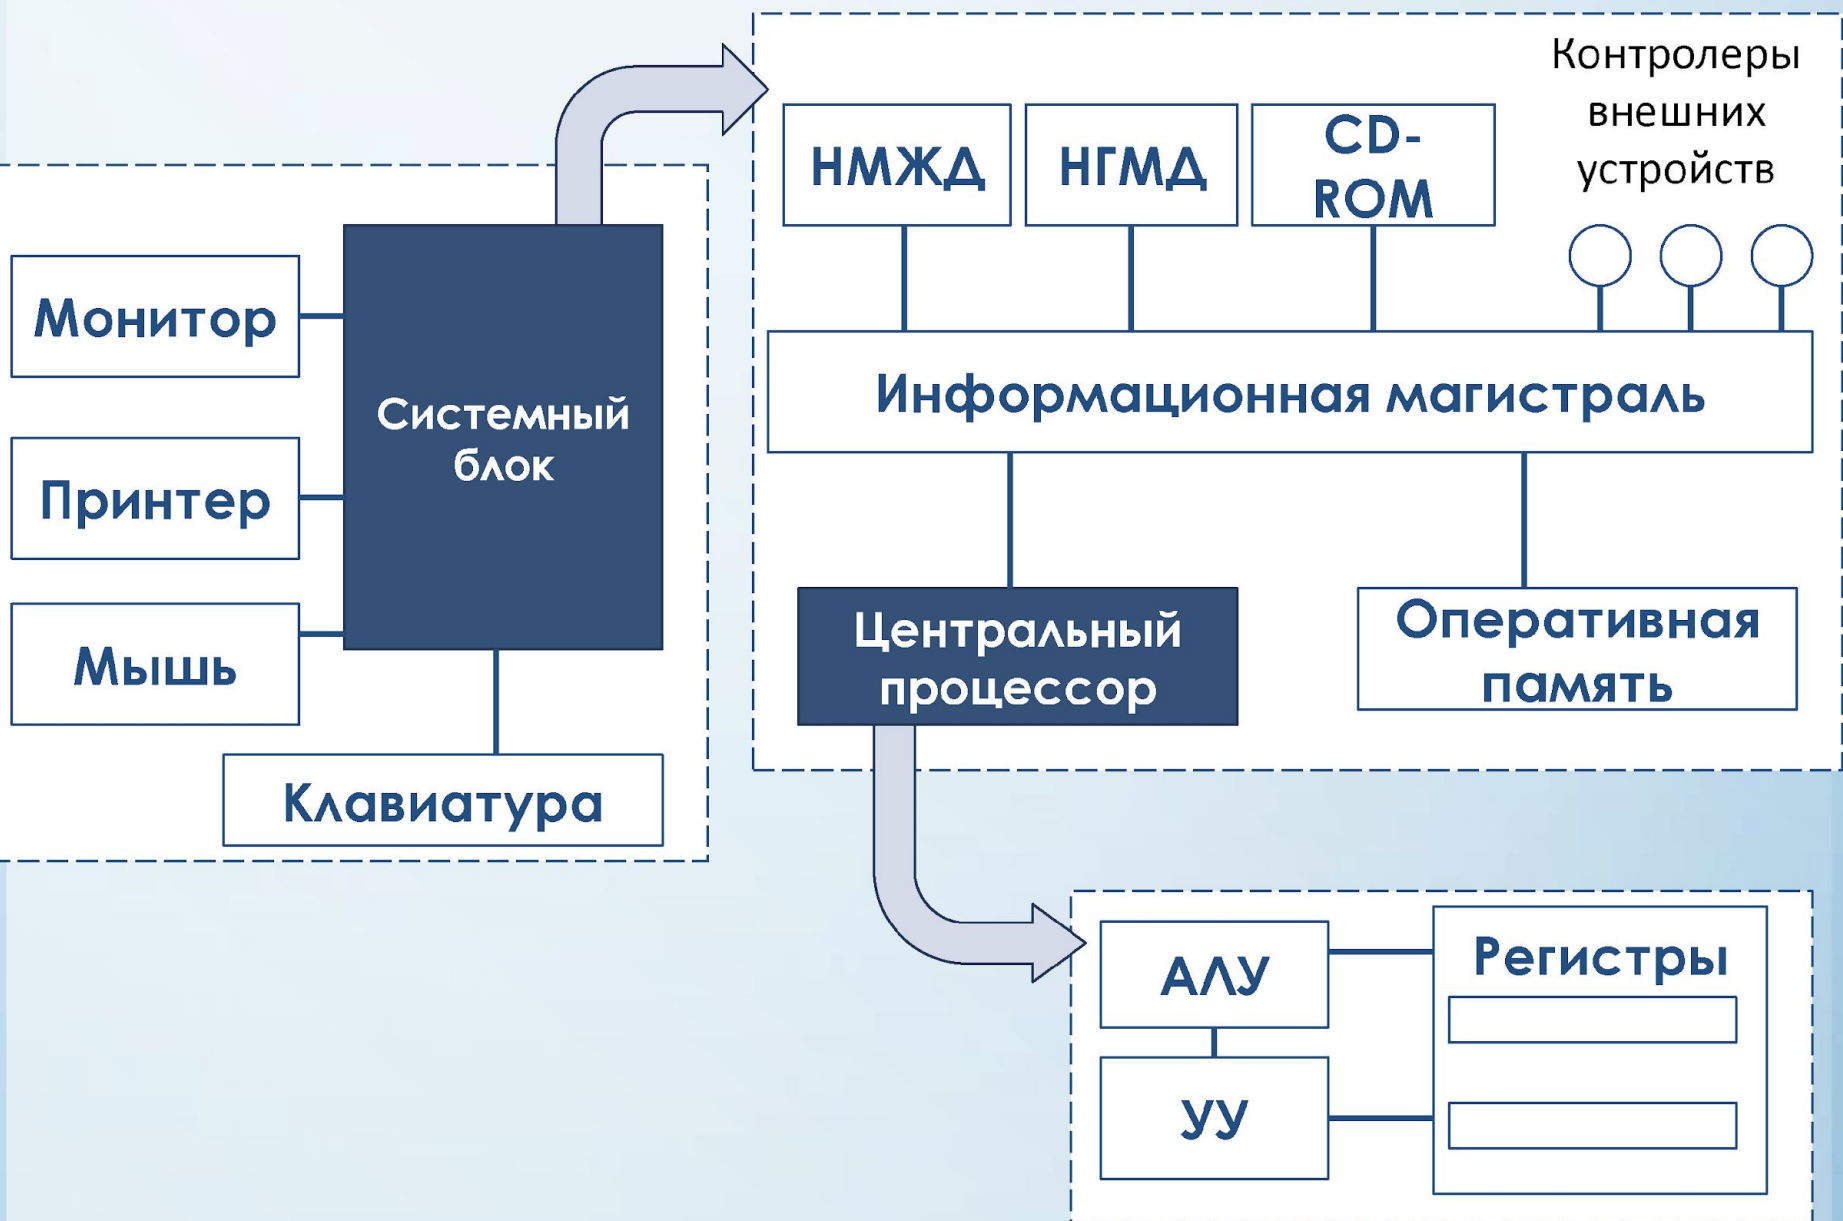 Контролеры
внешних
устройств
НМЖД
НГМД
CD-
ROM
Монитор
Принтер
Мышь
Системный
блок
Клавиатура
Информационная магистраль
Центральный
процессор
Оперативная
память
АЛУ
УУ
Регистры